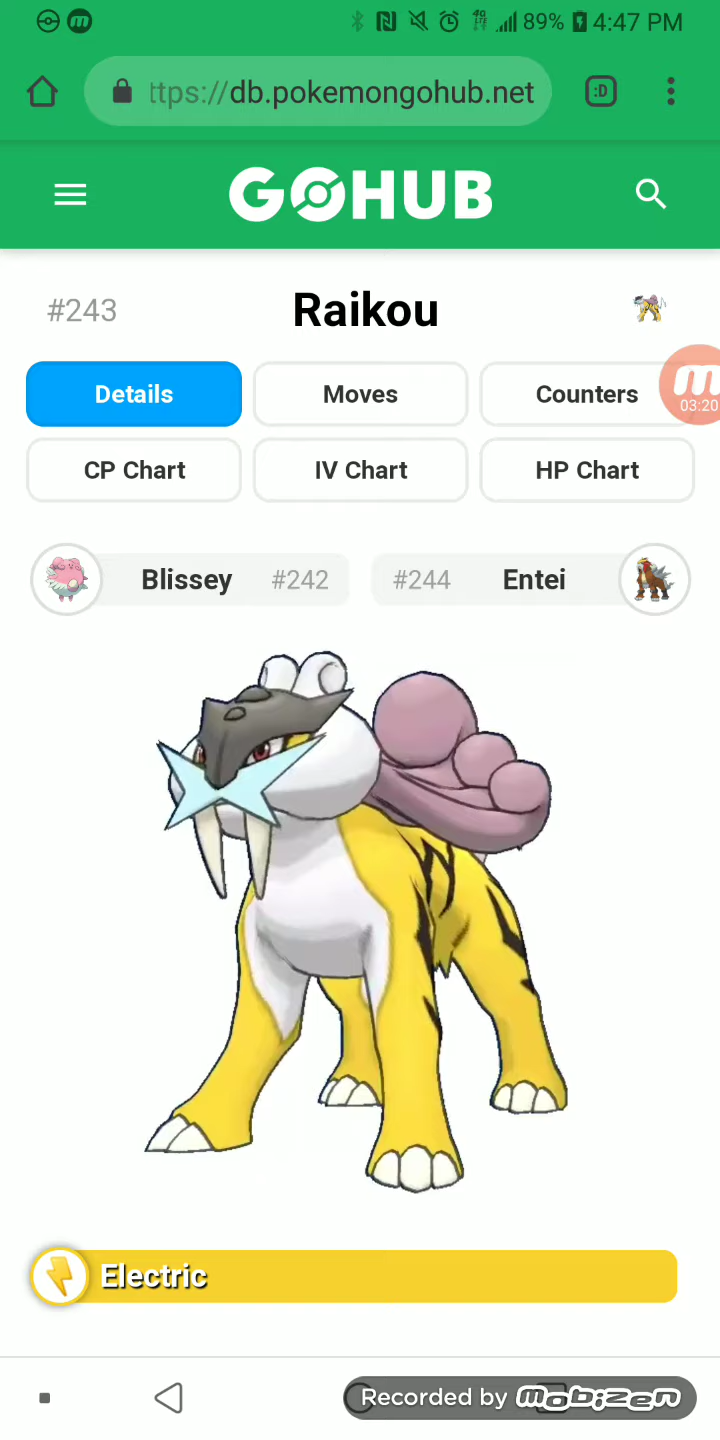 89% 4:47 PM
ttps://db.pokemongohub.net :D
GOHUB
#243 Raikou
Details Moves Counters
03:20
CP Chart IV Chart HP Chart
Blissey #242 #244 Entei
Electric
Recorded by mobizen